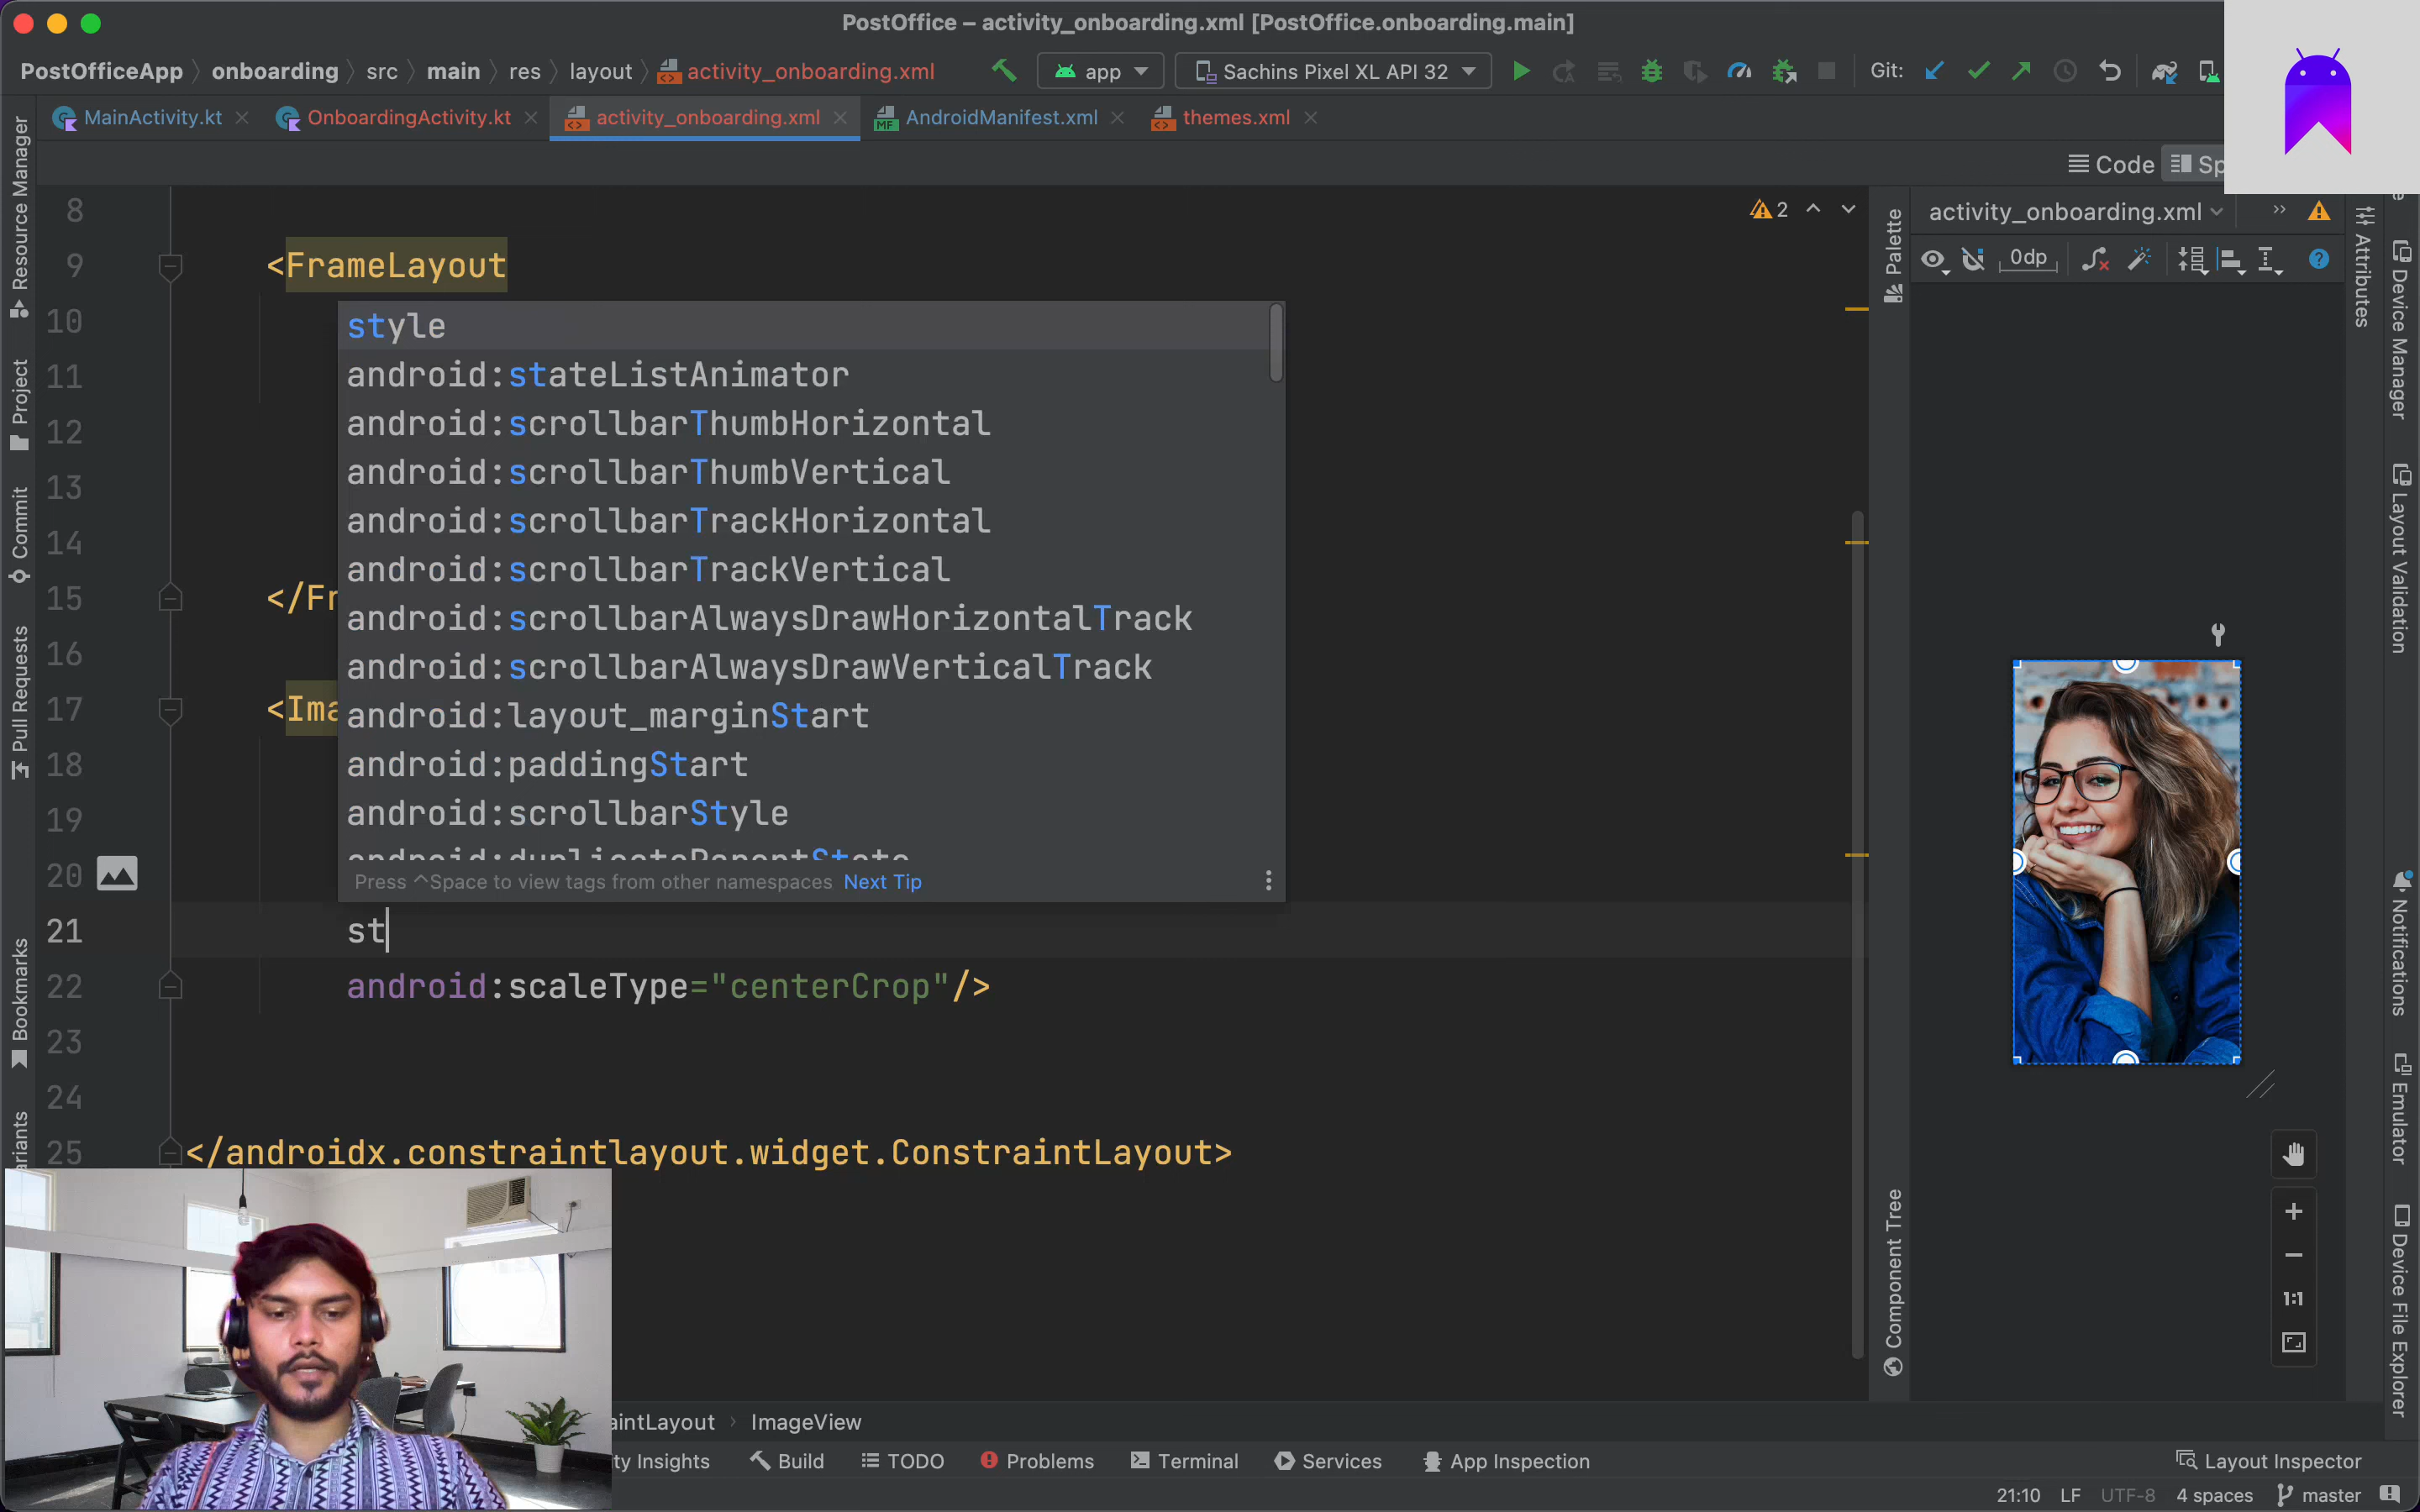 PostOffice – activity_onboarding.xml [PostOffice.onboarding.main]
PostOfficeApp onboarding src main res layout activity_onboarding.xml app Sachins Pixel XL API 32 Git:
MainActivity.kt OnboardingActivity.kt activity_onboarding.xml MF AndroidManifest.xml themes.xml
Code
Resource Manager
Project
Commit
Pull Requests
Bookmarks
8
9 <FrameLayout
10
11
12
13
14
15 </Fr
16
17 <Ima
18
19
20
21 st
22 android:scaleType="centerCrop"/>
23
24
25 </androidx.constraintlayout.widget.ConstraintLayout>
style
android:stateListAnimator
android:scrollbarThumbHorizontal
android:scrollbarThumbVertical
android:scrollbarTrackHorizontal
android:scrollbarTrackVertical
android:scrollbarAlwaysDrawHorizontalTrack
android:scrollbarAlwaysDrawVerticalTrack
android:layout_marginStart
android:paddingStart
android:scrollbarStyle
android:duplicateParentState
Press ^Space to view tags from other namespaces Next Tip
2
Palette
activity_onboarding.xml
0dp
Component Tree
1:1
Attributes
Device Manager
Layout Validation
Notifications
Emulator
Device File Explorer
ImageView
Build TODO Problems Terminal Services App Inspection Layout Inspector
21:10 LF UTF-8 4 spaces master